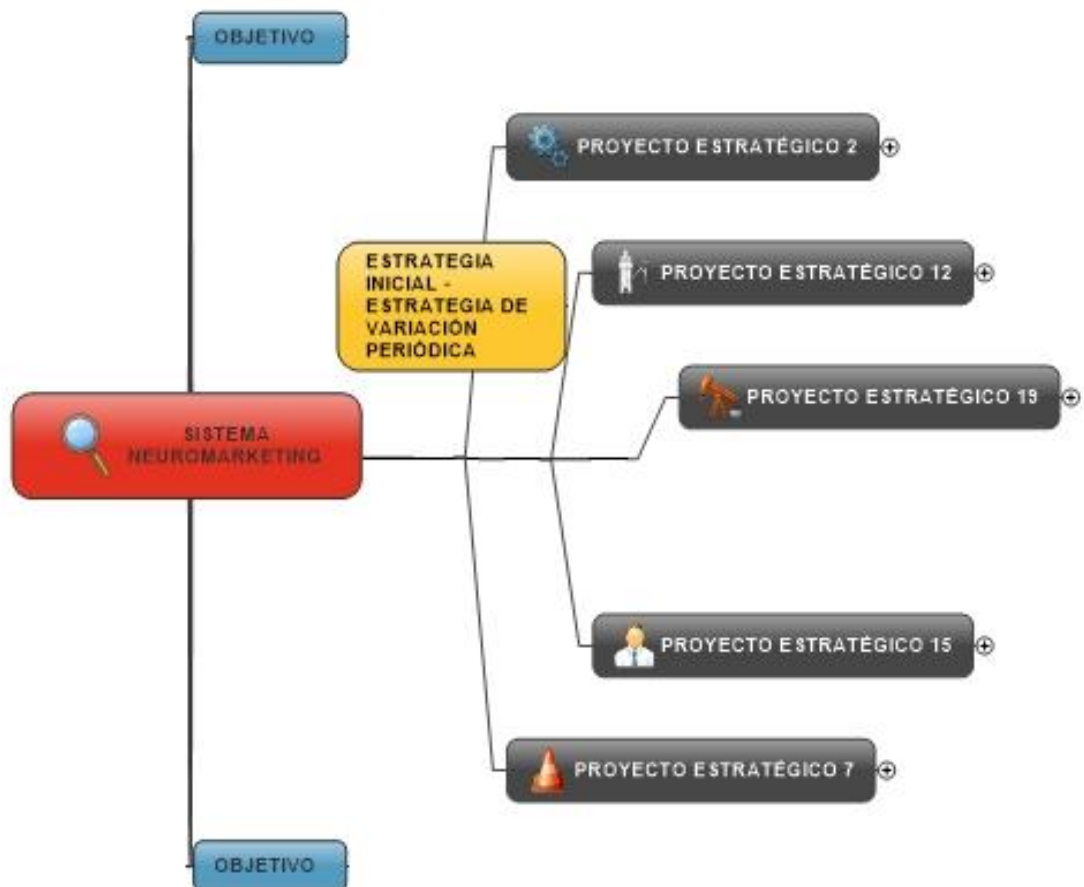 OBJETIVO
PROYECTO ESTRATÉGICO 2
ESTRATEGIA
INICIAL -
ESTRATEGIA DE
VARIACIÓN
PERIÓDICA
PROYECTO ESTRATÉGICO 12
PROYECTO ESTRATÉGICO 19
SISTEMA
NEUROMARKETING
PROYECTO ESTRATÉGICO 15
PROYECTO ESTRATÉGICO 7
OBJETIVO